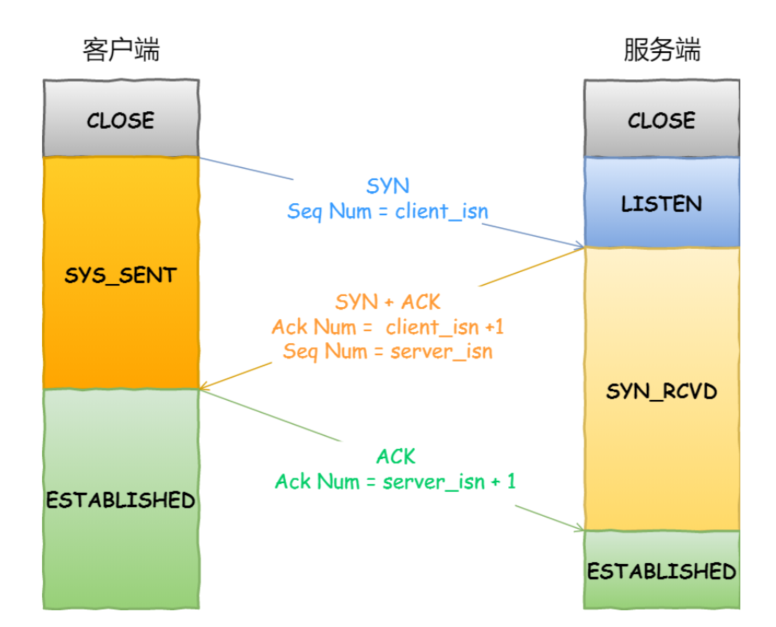 客户端
服务端
CLOSE
CLOSE
SYN
Seq Num = client_isn
LISTEN
SYS_SENT
SYN + ACK
Ack Num = client_isn +1
Seq Num = server_isn
SYN_RCVD
ACK
Ack Num = server_isn + 1
ESTABLISHED
ESTABLISHED